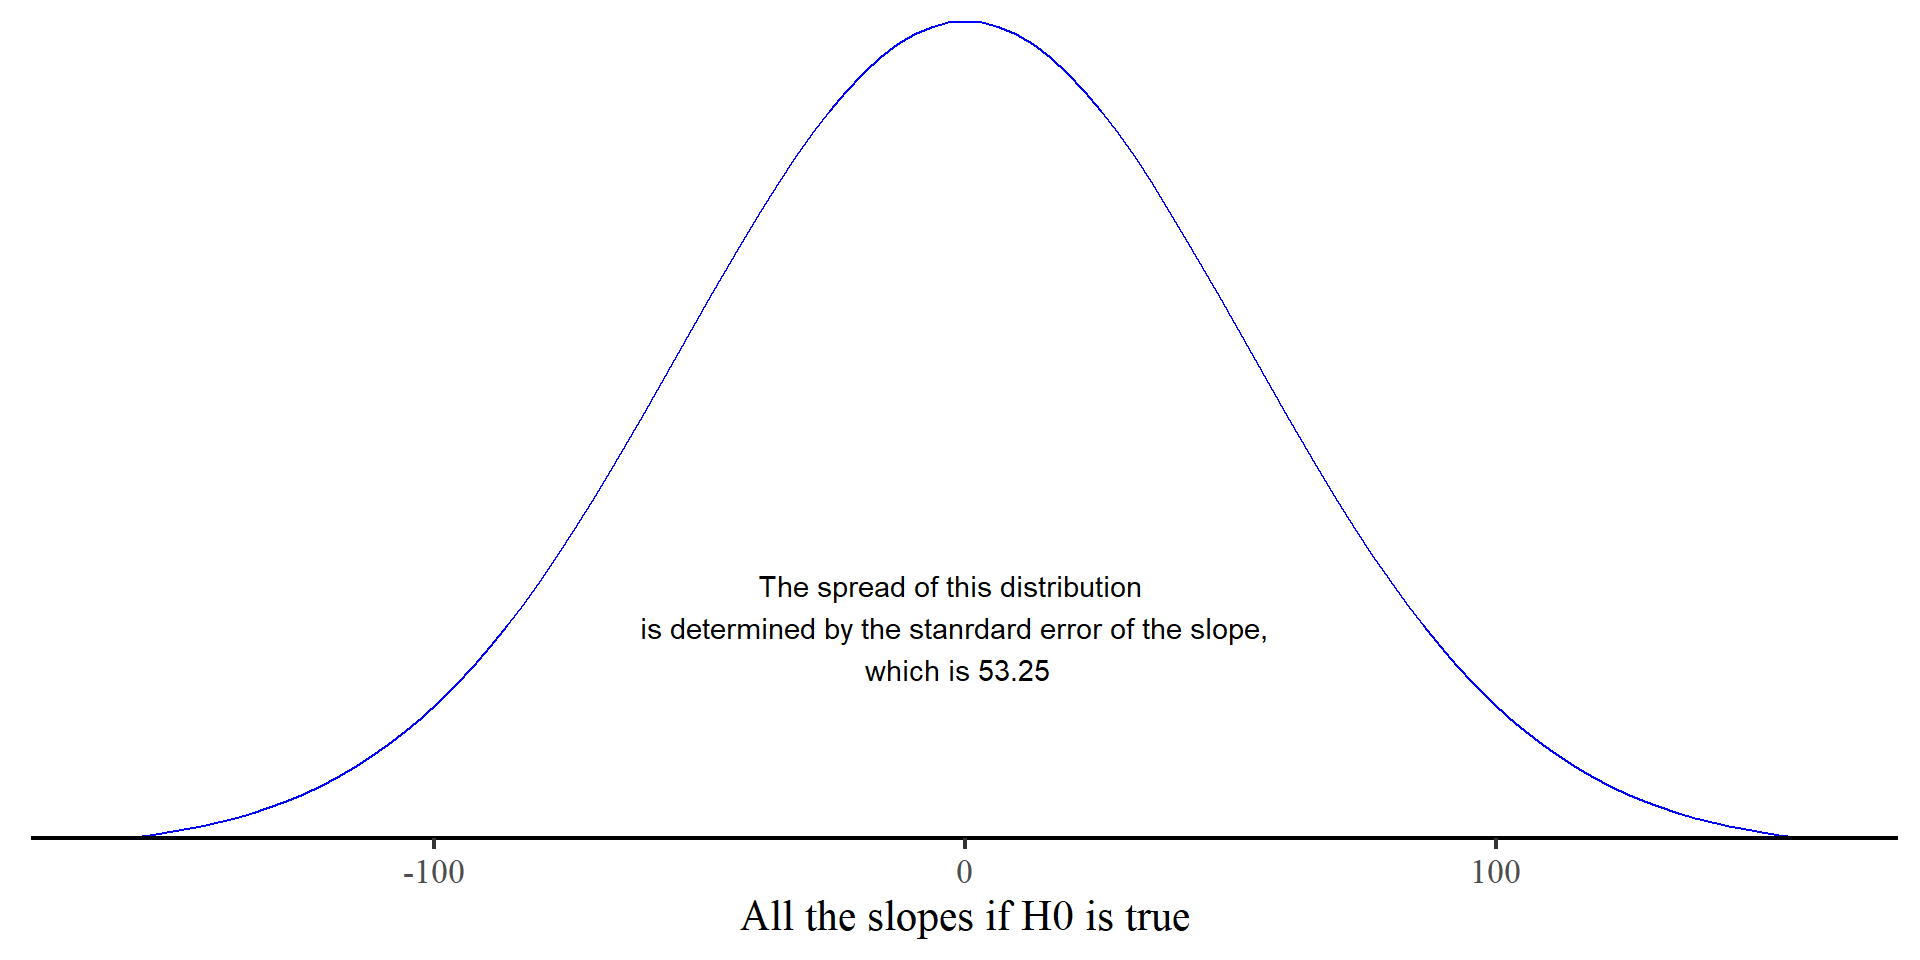 The spread of this distribution
is determined by the stanrdard error of the slope,
which is 53.25
-100 0 100
All the slopes if H0 is true